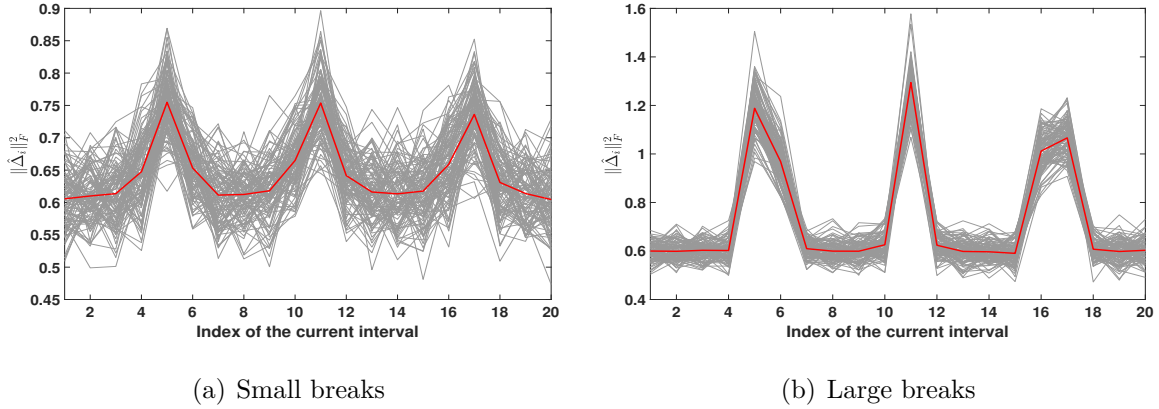 0.9
0.85
0.8
0.75
0.7
0.65
0.6
0.55
0.5
0.45
||Δ̂ᵢ||²_F
2 4 6 8 10 12 14 16 18 20
Index of the current interval
(a) Small breaks
1.6
1.4
1.2
1
0.8
0.6
0.4
||Δ̂ᵢ||²_F
2 4 6 8 10 12 14 16 18 20
Index of the current interval
(b) Large breaks